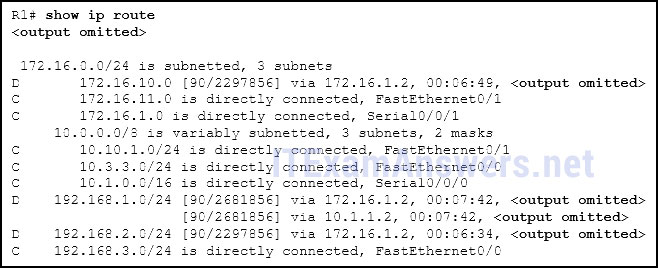 R1# show ip route
<output omitted>
172.16.0.0/24 is subnetted, 3 subnets
D 172.16.10.0 [90/2297856] via 172.16.1.2, 00:06:49, <output omitted>
C 172.16.11.0 is directly connected, FastEthernet0/1
C 172.16.1.0 is directly connected, Serial0/0/1
10.0.0.0/8 is variably subnetted, 3 subnets, 2 masks
C 10.10.1.0/24 is directly connected, FastEthernet0/1
C 10.3.3.0/24 is directly connected, FastEthernet0/0
C 10.1.0.0/16 is directly connected, Serial0/0/0
D 192.168.1.0/24 [90/2681856] via 172.16.1.2, 00:07:42, <output omitted>
[90/2681856] via 10.1.1.2, 00:07:42, <output omitted>
D 192.168.2.0/24 [90/2297856] via 172.16.1.2, 00:06:34, <output omitted>
C 192.168.3.0/24 is directly connected, FastEthernet0/0
ITExamAnswers.net